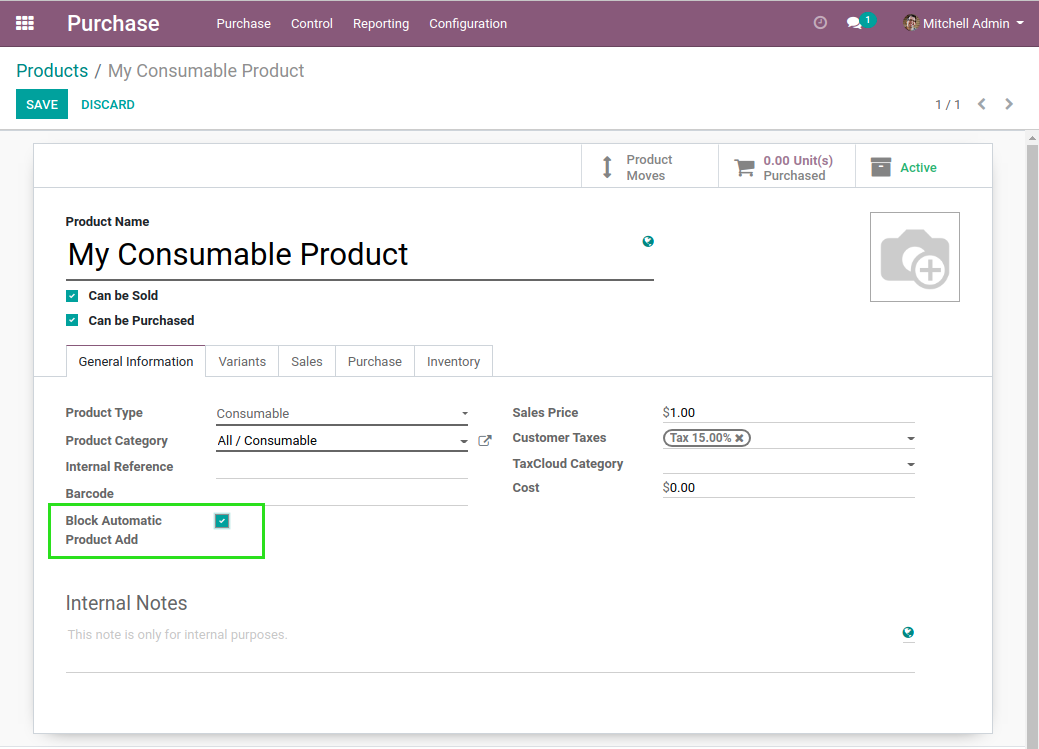 Purchase Purchase Control Reporting Configuration 1 Mitchell Admin
Products / My Consumable Product
SAVE DISCARD 1 / 1
Product Moves
0.00 Unit(s) Purchased
Active
Product Name
My Consumable Product
Can be Sold
Can be Purchased
General Information Variants Sales Purchase Inventory
Product Type Consumable
Product Category All / Consumable
Internal Reference
Barcode
Block Automatic
Product Add
Sales Price $1.00
Customer Taxes Tax 15.00% ✖
TaxCloud Category
Cost $0.00
Internal Notes
This note is only for internal purposes.